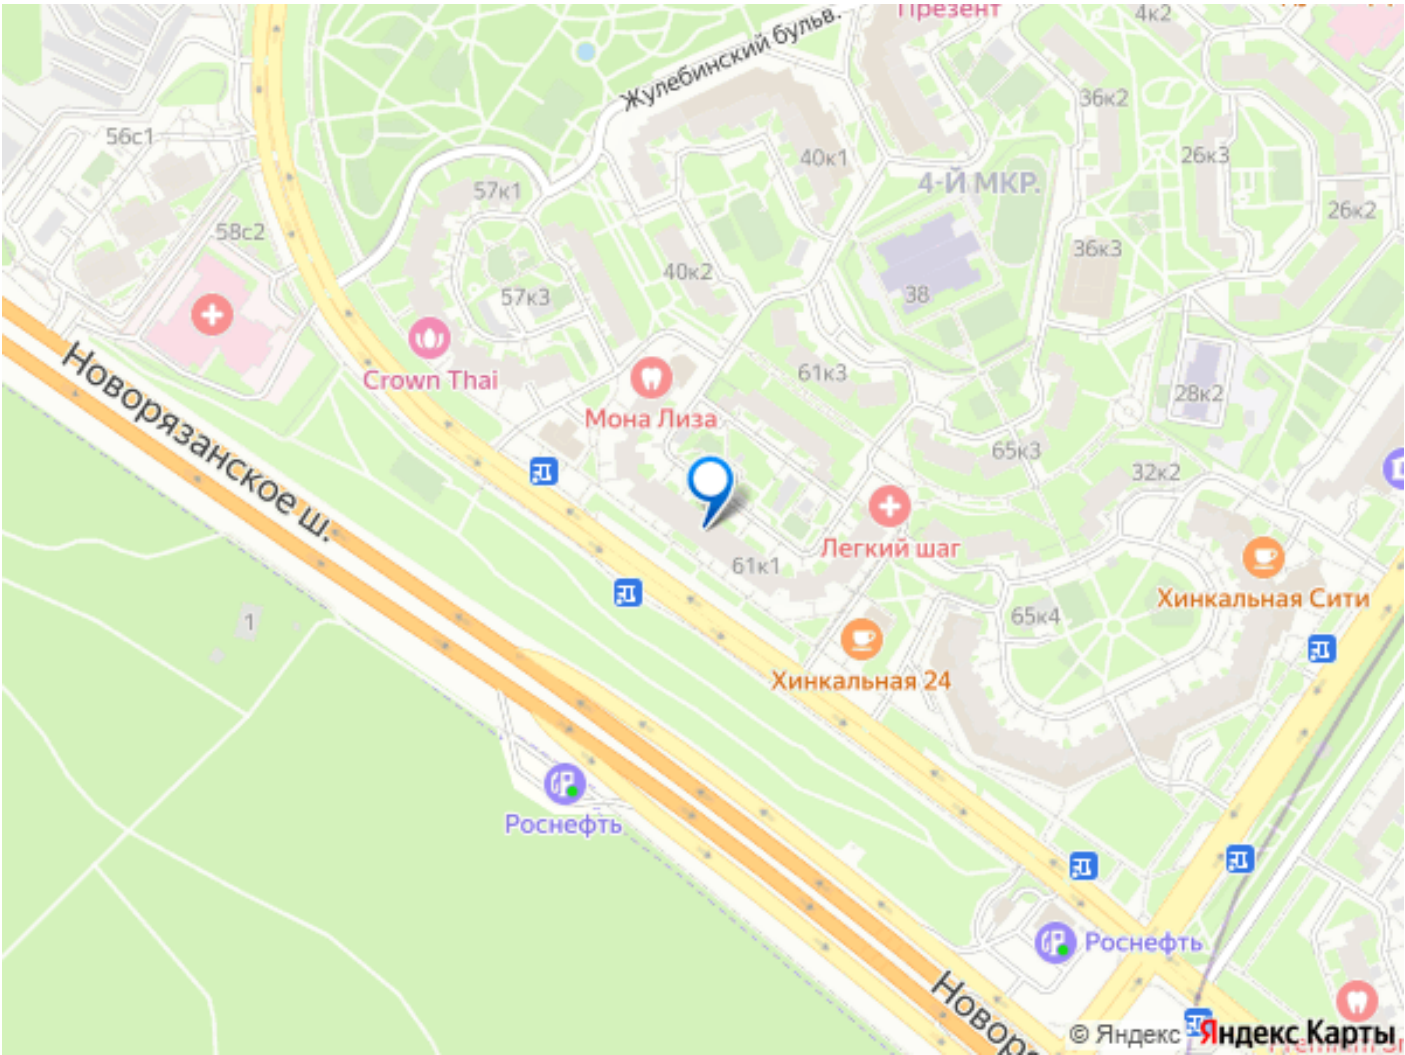 Презент
4к2
Жулебинский бульв.
36к2
56с1
40к1
26к3
4-Й МКР.
57к1
26к2
58с2
36к3
40к2
57к3
38
Crown Thai
61к3
28к2
Мона Лиза
65к3
32к2
Новорязанское ш.
Легкий шаг
61к1
Хинкальная Сити
65к4
1
Хинкальная 24
Роснефть
Роснефть
© Яндекс Яндекс Карты